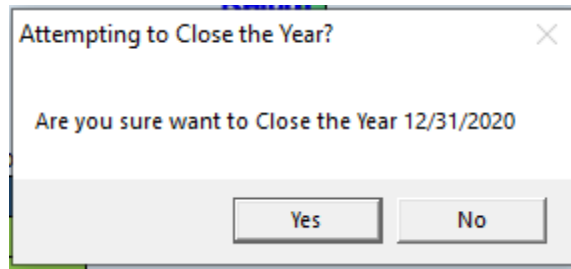 Attempting to Close the Year?
Are you sure want to Close the Year 12/31/2020
Yes
No